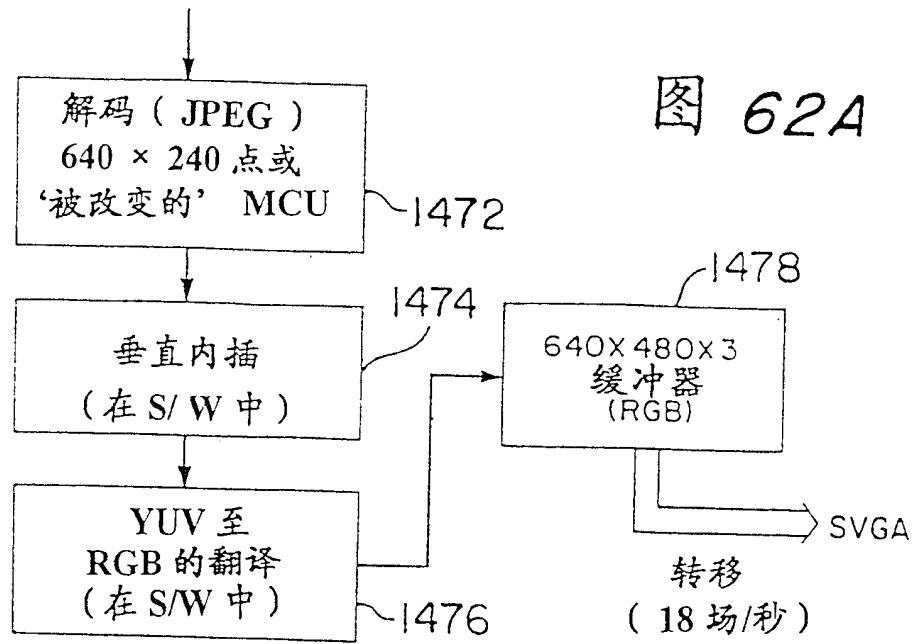 图 62A
解码（JPEG）
640 × 240 点或
‘被改变的’ MCU
1472
1474
垂直内插
（在 S/W 中）
1478
640X480X3
缓冲器
(RGB)
YUV 至
RGB 的翻译
（在 S/W 中）
1476
SVGA
转移
（18 场/秒）